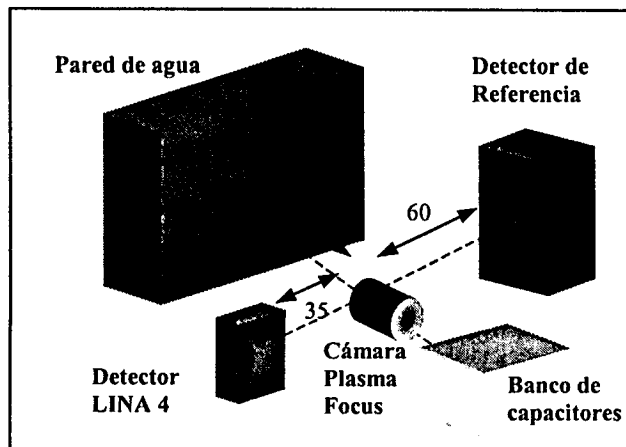 Pared de agua
Detector de
Referencia
60
35
Detector
LINA 4
Cámara
Plasma
Focus
Banco de
capacitores